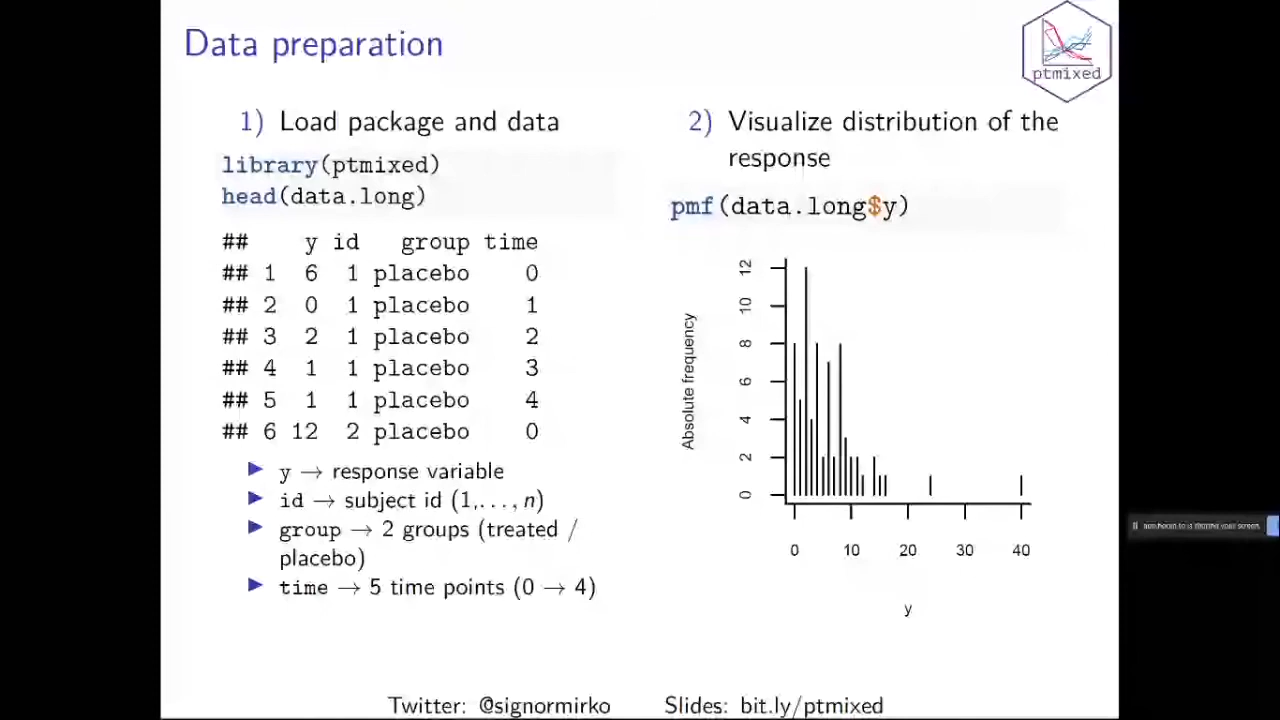 Data preparation
ptmixed
1) Load package and data
library(ptmixed)
head(data.long)
## y id group time
## 1 6 1 placebo 0
## 2 0 1 placebo 1
## 3 2 1 placebo 2
## 4 1 1 placebo 3
## 5 1 1 placebo 4
## 6 12 2 placebo 0
▶ y → response variable
▶ id → subject id (1,..., n)
▶ group → 2 groups (treated /
placebo)
▶ time → 5 time points (0 → 4)
2) Visualize distribution of the
response
pmf(data.long$y)
Absolute frequency
12
10
8
6
4
2
0
0 10 20 30 40
y
is sharing your screen.
Twitter: @signormirko Slides: bit.ly/ptmixed